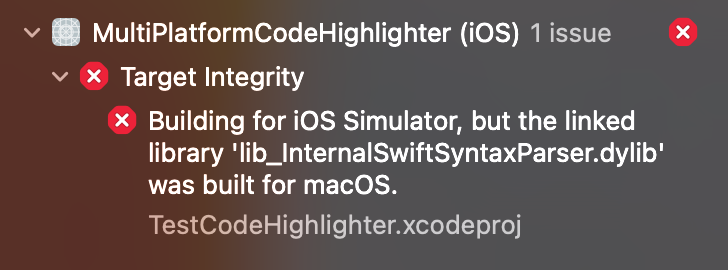 MultiPlatformCodeHighlighter (iOS) 1 issue
Target Integrity
Building for iOS Simulator, but the linked
library 'lib_InternalSwiftSyntaxParser.dylib'
was built for macOS.
TestCodeHighlighter.xcodeproj